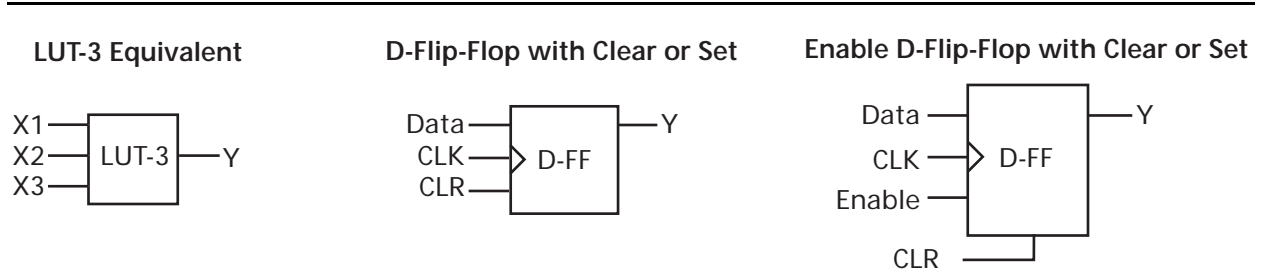 LUT-3 Equivalent
X1
X2
X3
LUT-3
Y
D-Flip-Flop with Clear or Set
Data
CLK
CLR
D-FF
Y
Enable D-Flip-Flop with Clear or Set
Data
CLK
Enable
CLR
D-FF
Y